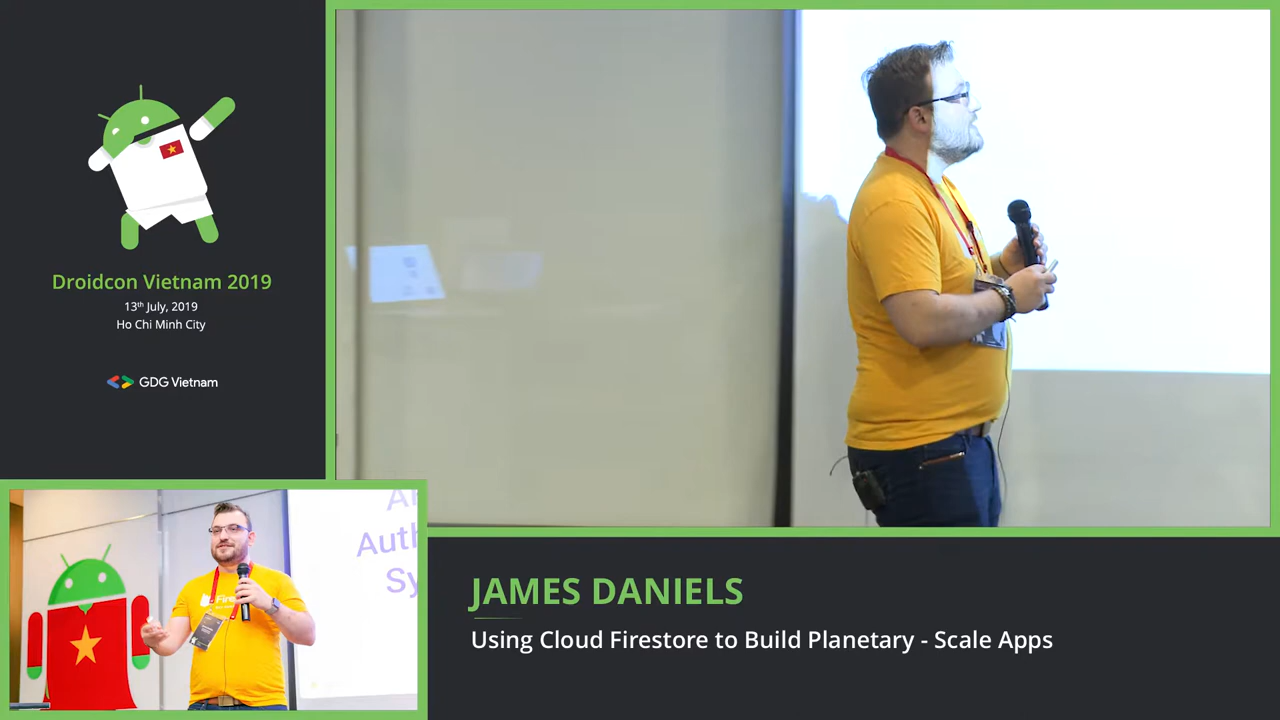 Droidcon Vietnam 2019
13th July, 2019
Ho Chi Minh City
GDG Vietnam
JAMES DANIELS
Using Cloud Firestore to Build Planetary - Scale Apps